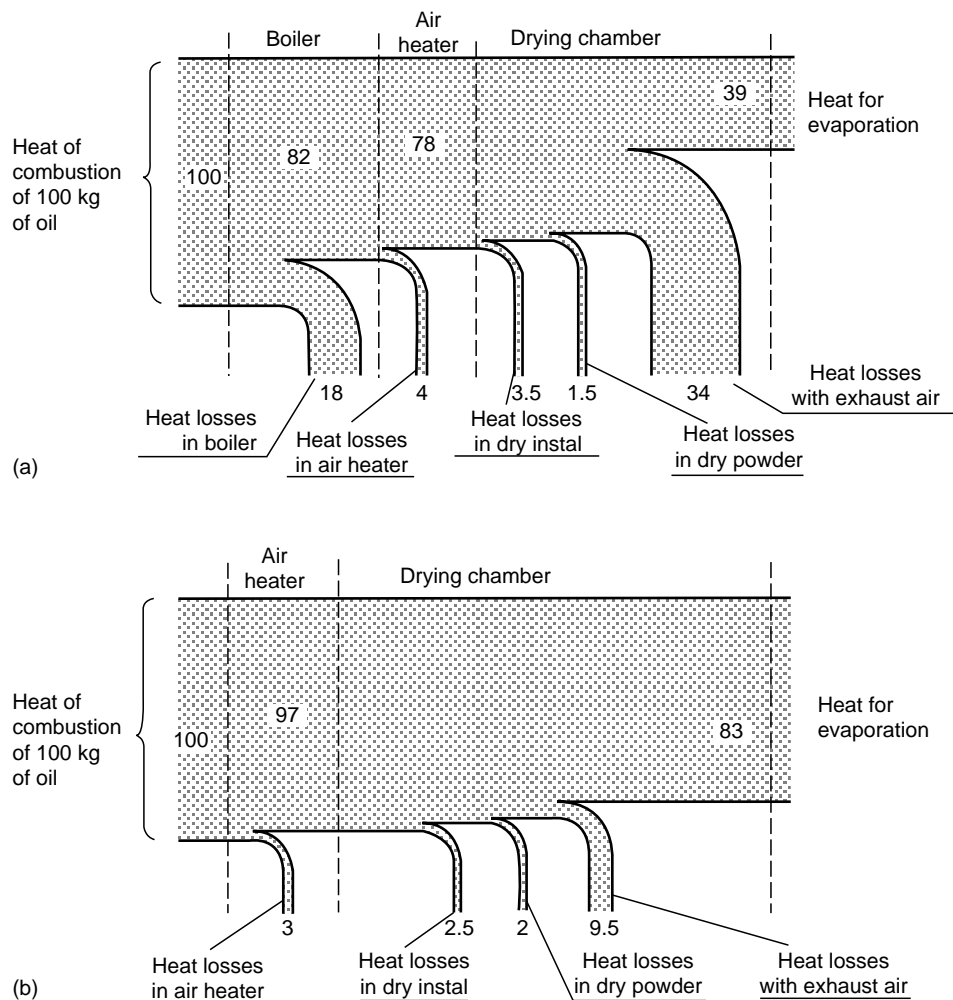 Boiler
Air
heater
Drying chamber
Heat of
combustion
of 100 kg
of oil
100
82
78
39
Heat for
evaporation
18
4
3.5
1.5
34
Heat losses
in boiler
Heat losses
in air heater
Heat losses
in dry instal
Heat losses
in dry powder
Heat losses
with exhaust air
(a)
Air
heater
Drying chamber
Heat of
combustion
of 100 kg
of oil
100
97
83
Heat for
evaporation
3
2.5
2
9.5
Heat losses
in air heater
Heat losses
in dry instal
Heat losses
in dry powder
Heat losses
with exhaust air
(b)